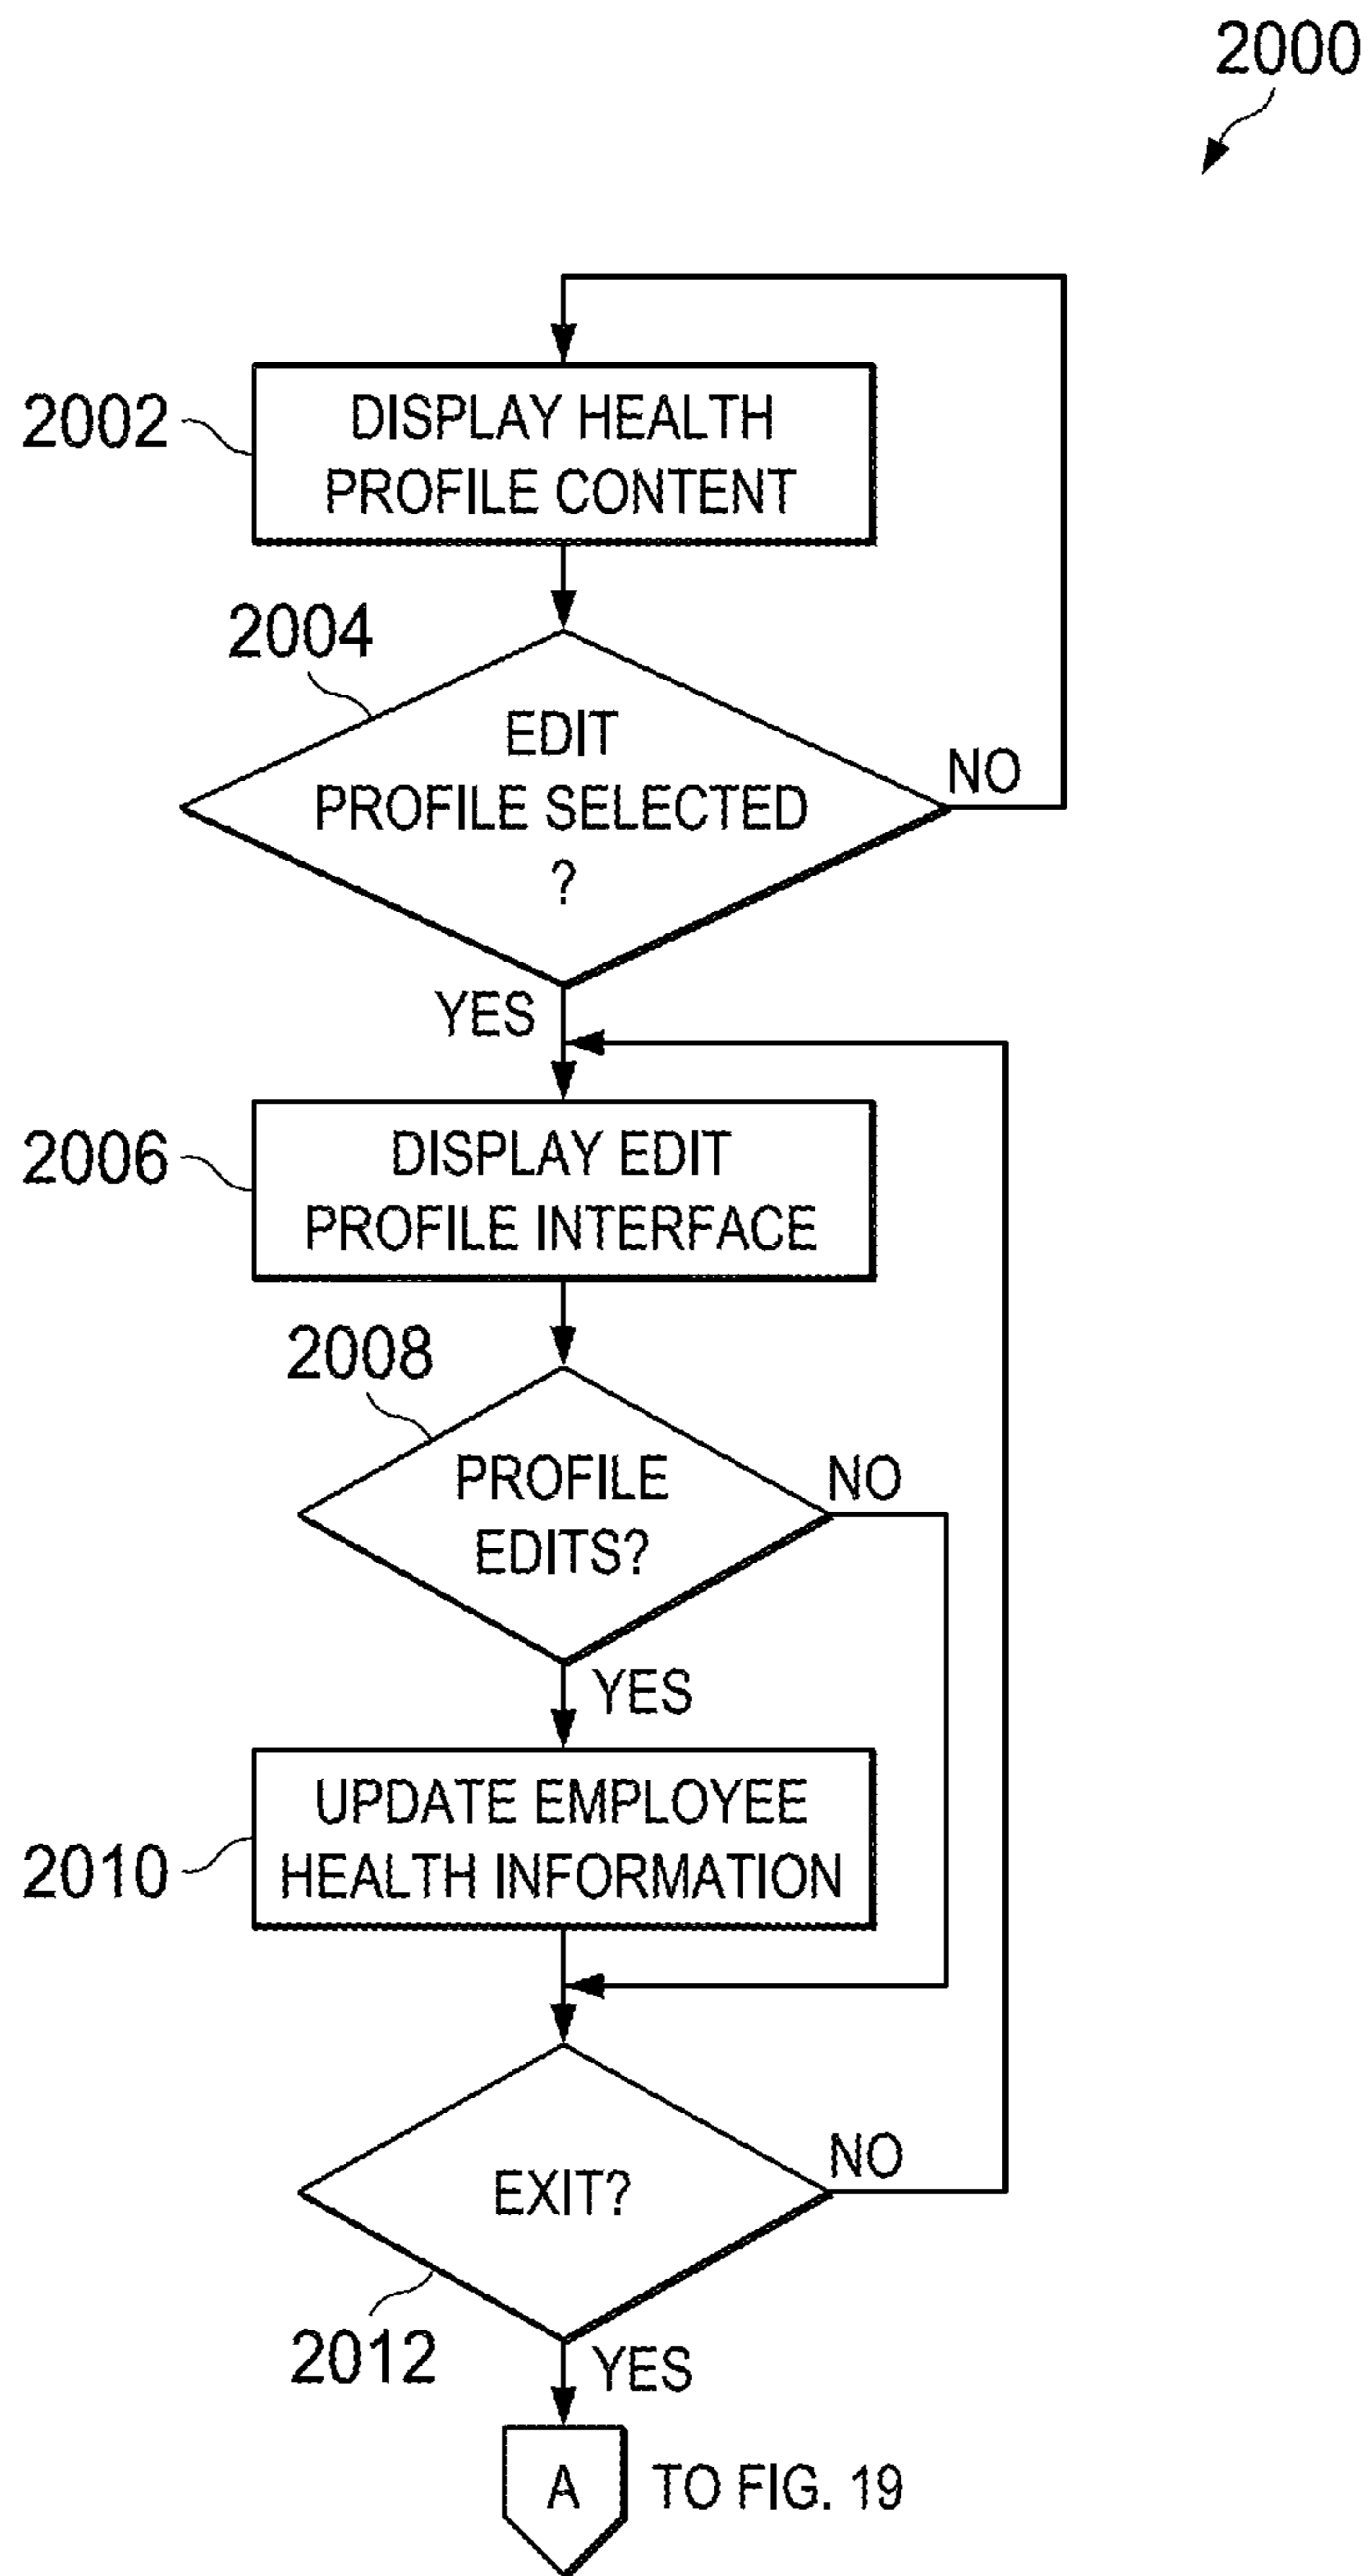 2000
2002
DISPLAY HEALTH
PROFILE CONTENT
2004
EDIT
PROFILE SELECTED
?
NO
YES
2006
DISPLAY EDIT
PROFILE INTERFACE
2008
PROFILE
EDITS?
NO
YES
2010
UPDATE EMPLOYEE
HEALTH INFORMATION
EXIT?
NO
2012
YES
A
TO FIG. 19